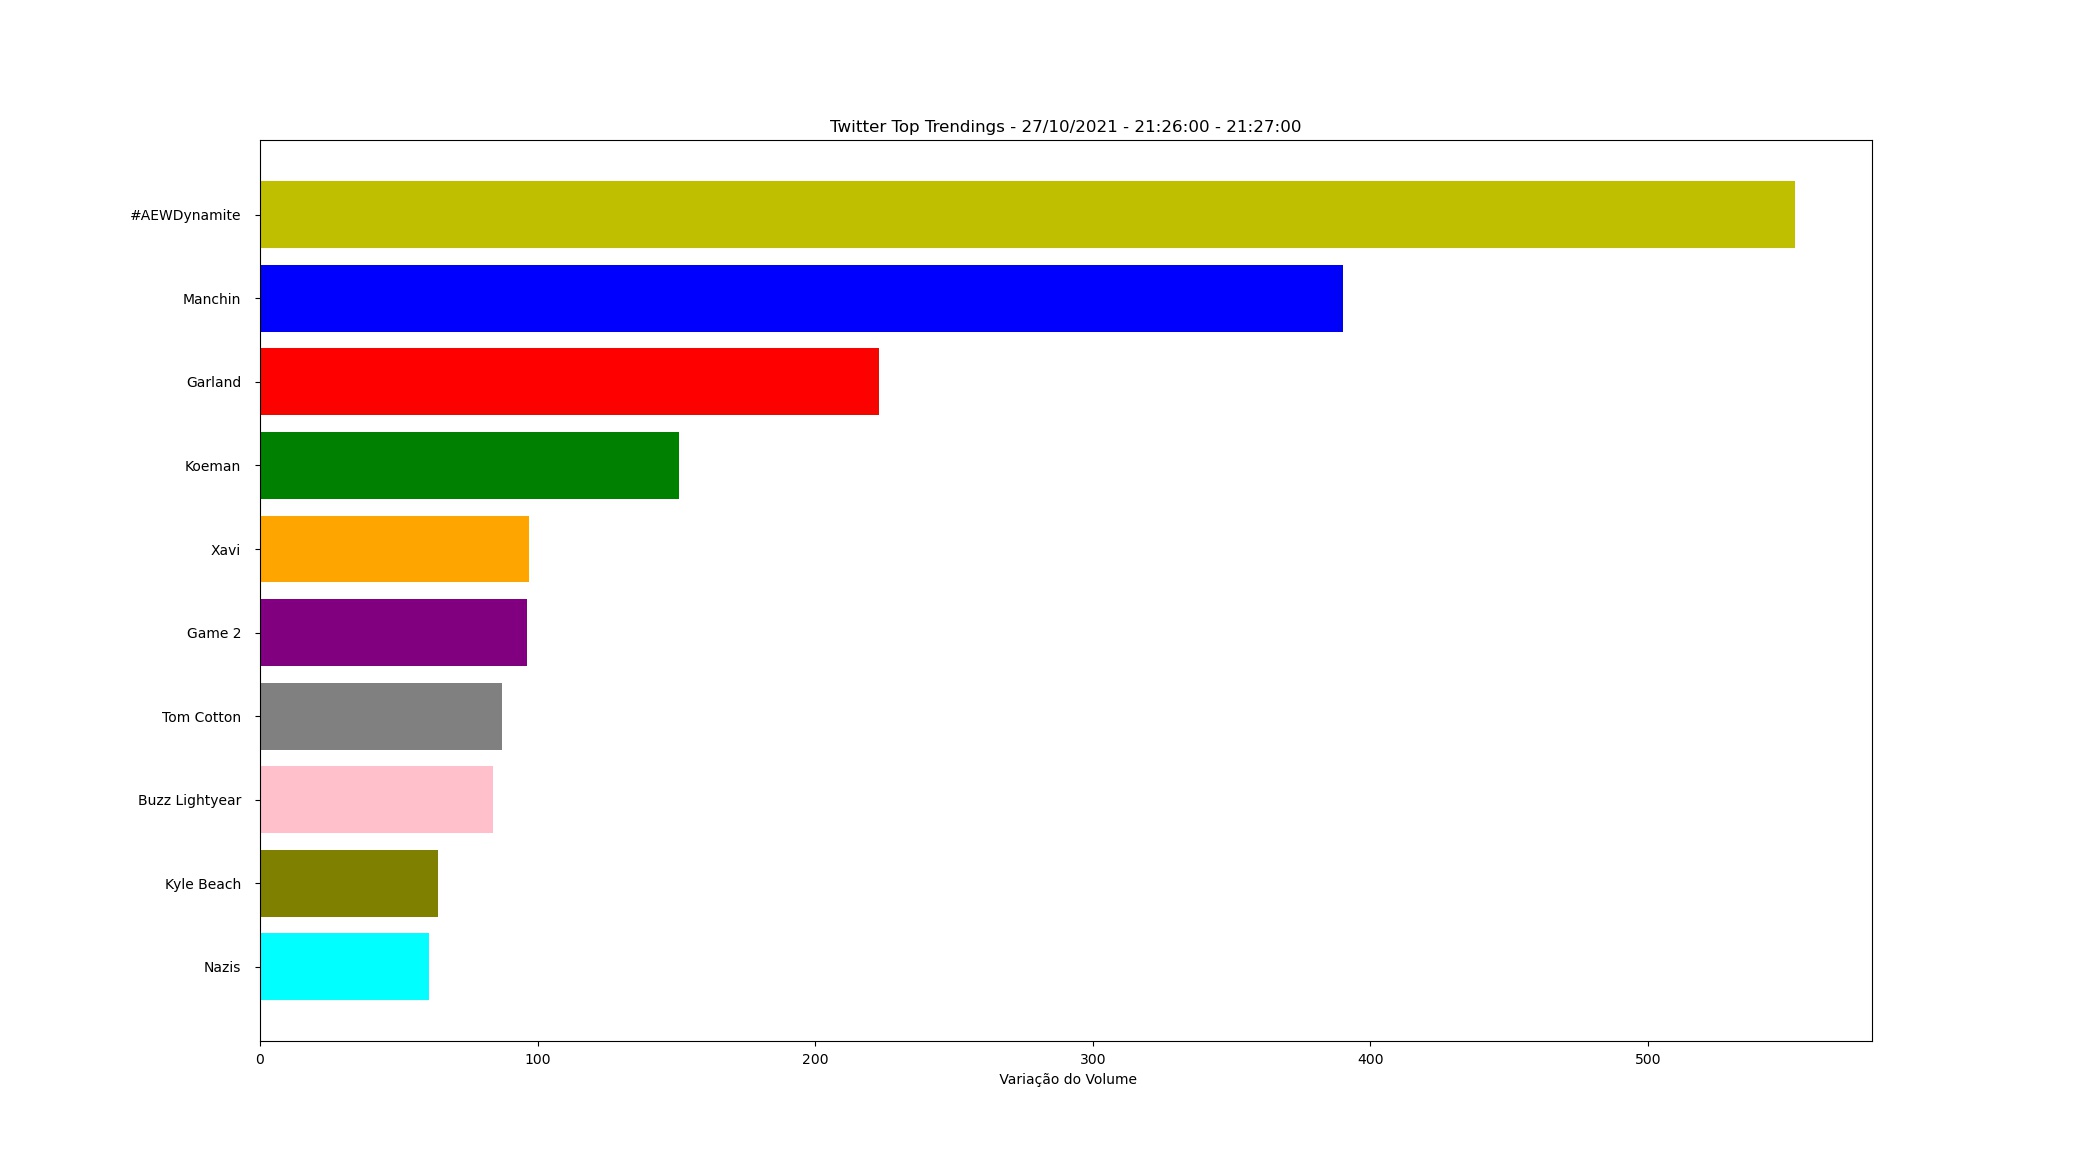 Twitter Top Trendings - 27/10/2021 - 21:26:00 - 21:27:00
#AEWDynamite
Manchin
Garland
Koeman
Xavi
Game 2
Tom Cotton
Buzz Lightyear
Kyle Beach
Nazis
0 100 200 300 400 500
Variação do Volume